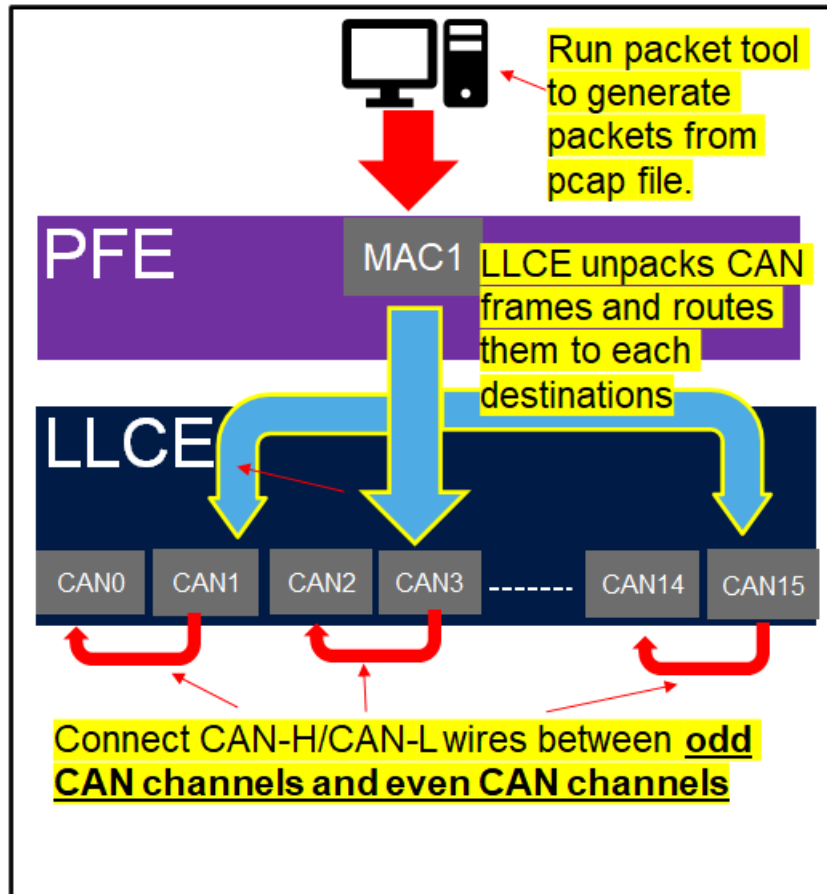 Run packet tool
to generate
packets from
pcap file.
PFE
MAC1
LLCE unpacks CAN
frames and routes
them to each
destinations
LLCE
CAN0
CAN1
CAN2
CAN3
CAN14
CAN15
Connect CAN-H/CAN-L wires between odd
CAN channels and even CAN channels